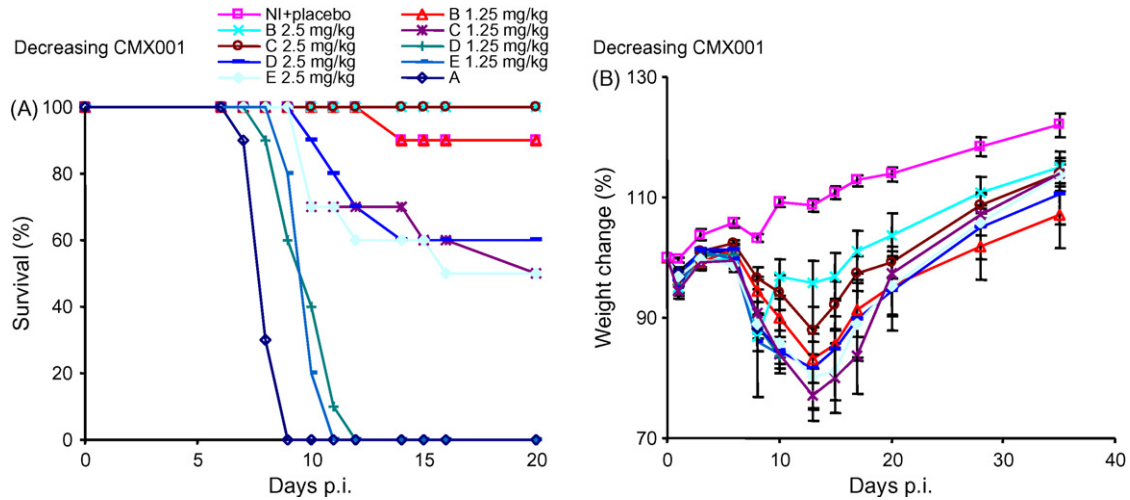 NI+placebo B 1.25 mg/kg
B 2.5 mg/kg C 1.25 mg/kg
C 2.5 mg/kg D 1.25 mg/kg
D 2.5 mg/kg E 1.25 mg/kg
E 2.5 mg/kg A
Decreasing CMX001
(A)
Survival (%)
100
80
60
40
20
0
0 5 10 15 20
Days p.i.
Decreasing CMX001
(B)
Weight change (%)
130
110
90
70
0 10 20 30 40
Days p.i.